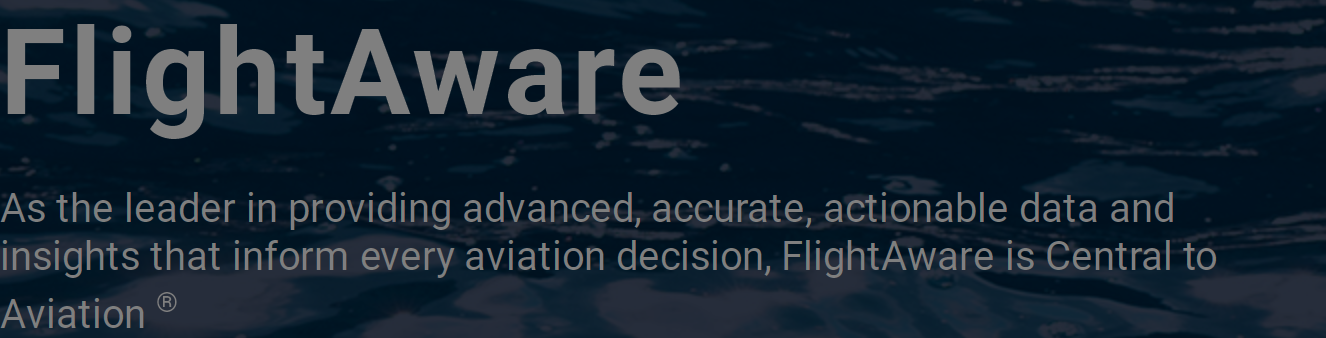 FlightAware
As the leader in providing advanced, accurate, actionable data and
insights that inform every aviation decision, FlightAware is Central to
Aviation ®